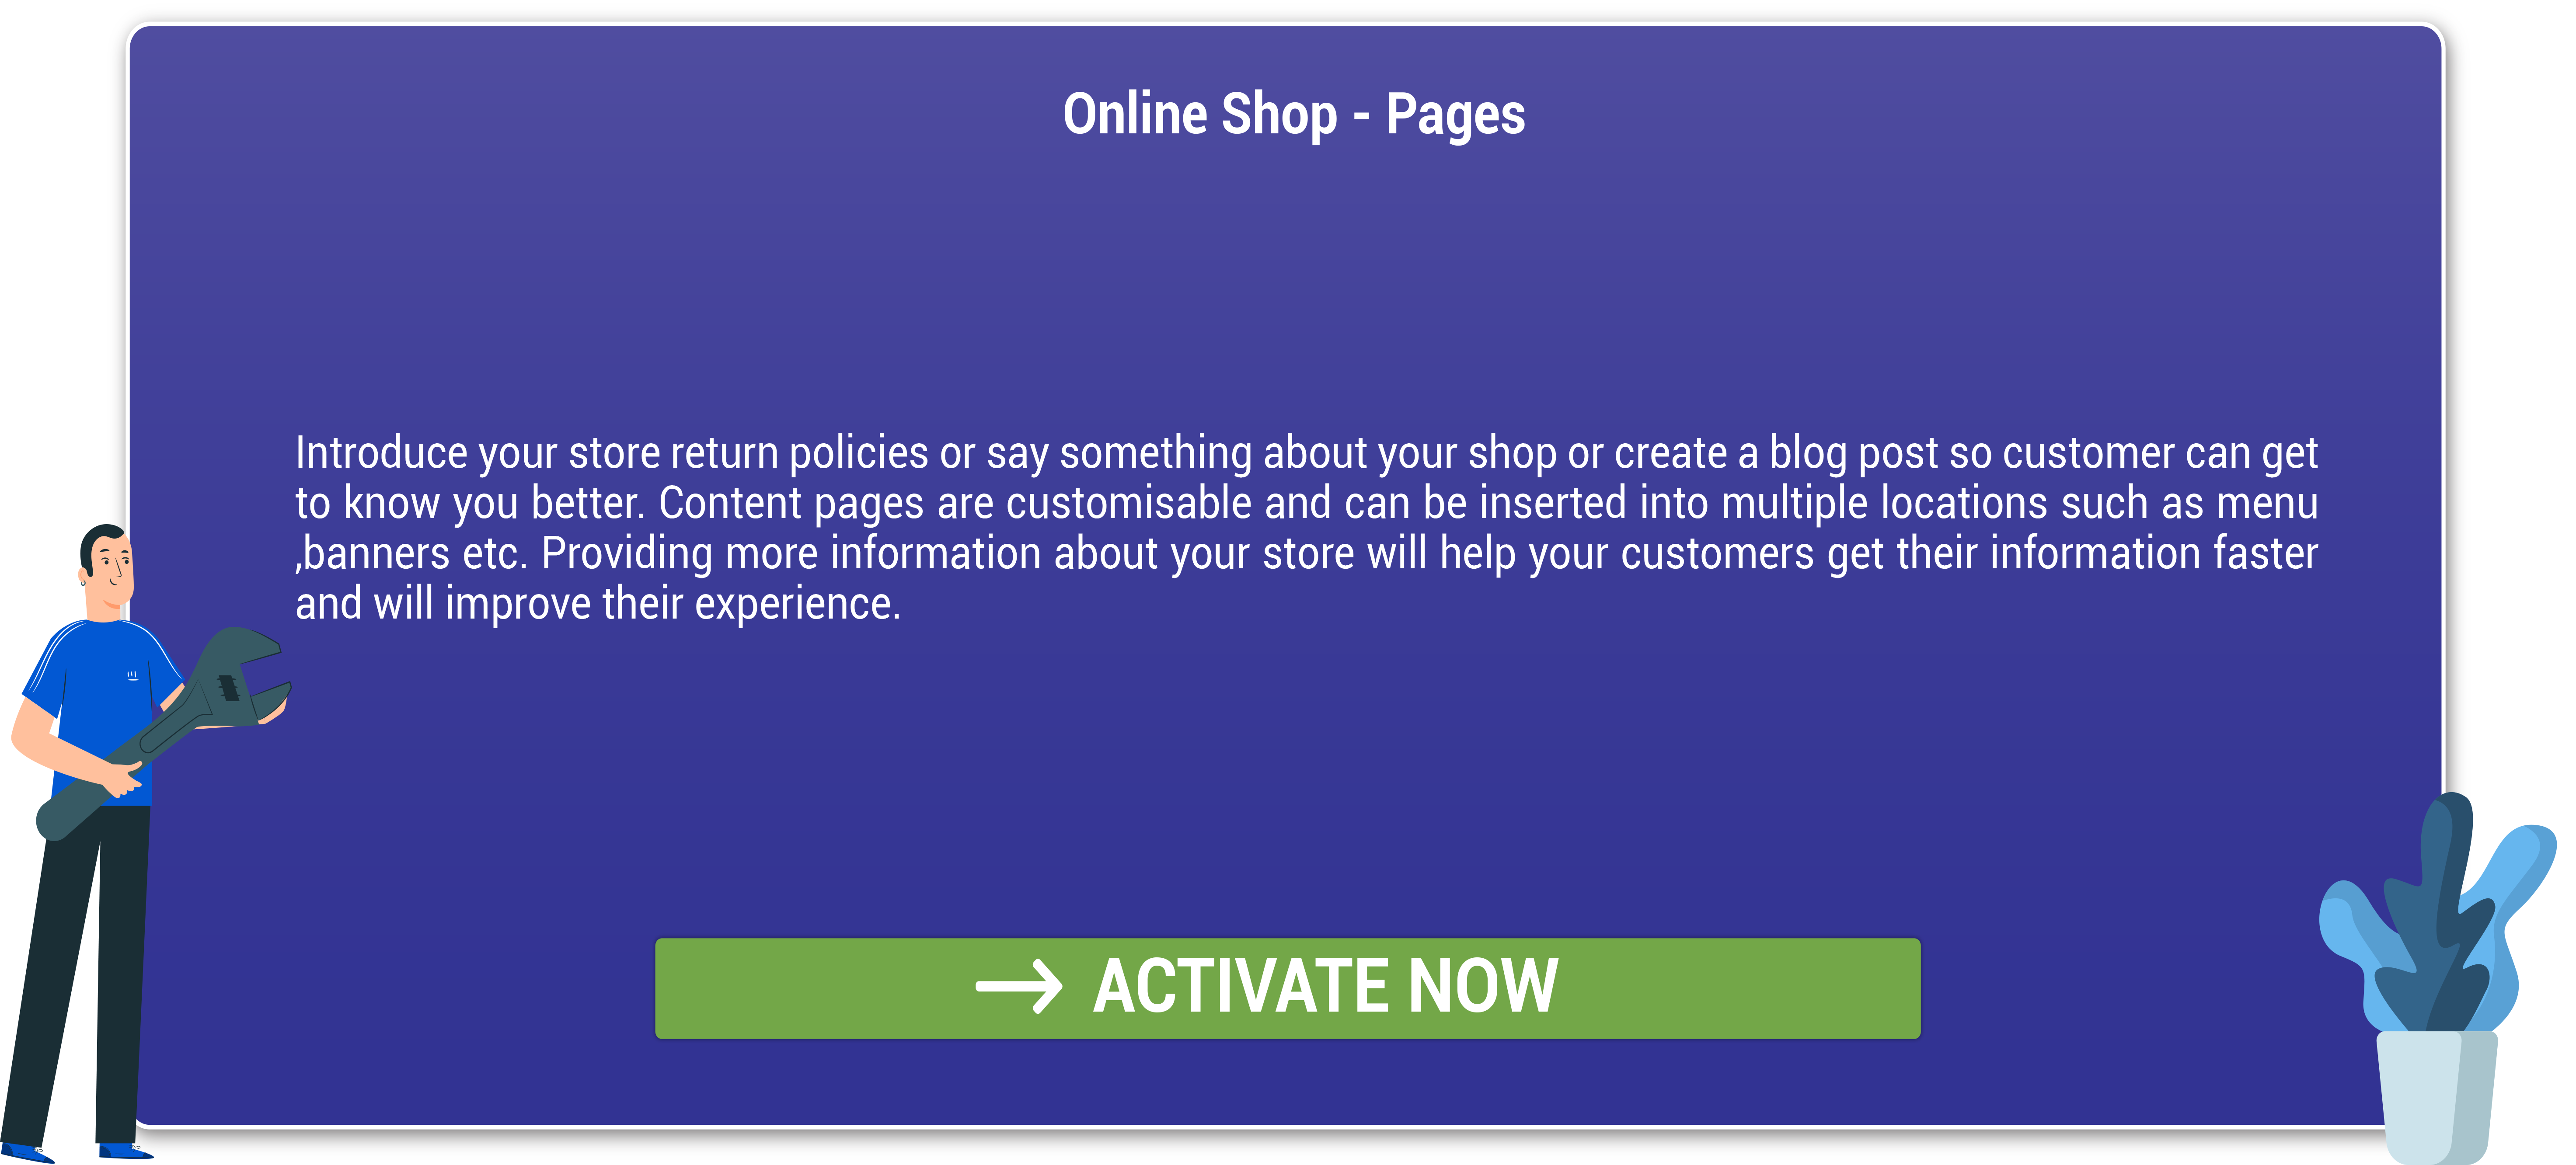 Online Shop - Pages
Introduce your store return policies or say something about your shop or create a blog post so customer can get
to know you better. Content pages are customisable and can be inserted into multiple locations such as menu
,banners etc. Providing more information about your store will help your customers get their information faster
and will improve their experience.
→ ACTIVATE NOW